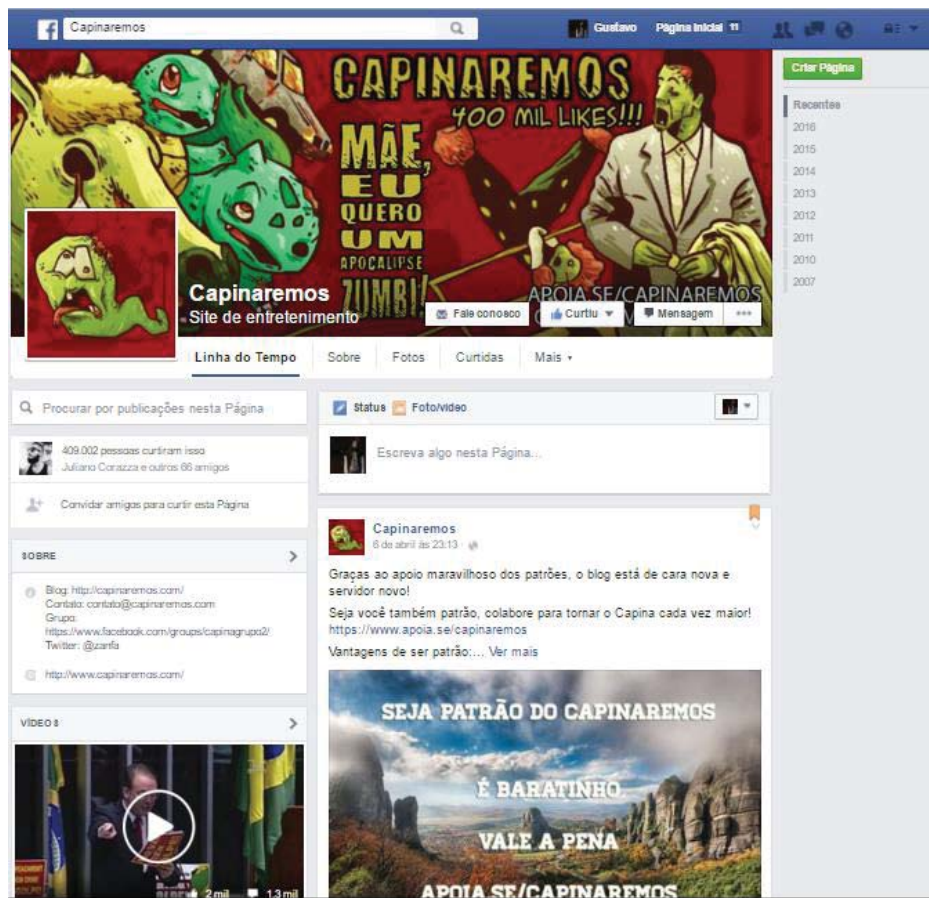 Capinaremos
Gustavo Página Inicial 11
CAPINAREMOS
400 MIL LIKES!!!
MÃE,
EU
QUERO
UM
APOCALIPSE
ZUMBI!
APOIA.SE/CAPINAREMOS
Capinaremos
Site de entretenimento
Fale conosco
Curtiu
Mensagem
Linha do Tempo
Sobre
Fotos
Curtidas
Mais
Criar Página
Recentes
2016
2015
2014
2013
2012
2011
2010
2007
Procurar por publicações nesta Página
409.002 pessoas curtiram isso
Juliano Corazza e outros 66 amigos
Convidar amigos para curtir esta Página
SOBRE
Blog: http://capinaremos.com/
Contato: contato@capinaremos.com
Grupo:
https://www.facebook.com/groups/capinagrupo2/
Twitter: @zanfa
http://www.capinaremos.com/
VÍDEOS
2 mil
1,3 mil
Status
Foto/vídeo
Escreva algo nesta Página...
Capinaremos
6 de abril às 23:13
Graças ao apoio maravilhoso dos patrões, o blog está de cara nova e
servidor novo!
Seja você também patrão, colabore para tornar o Capina cada vez maior!
https://www.apoia.se/capinaremos
Vantagens de ser patrão:... Ver mais
SEJA PATRÃO DO CAPINAREMOS
É BARATINHO
VALE A PENA
APOIA.SE/CAPINAREMOS